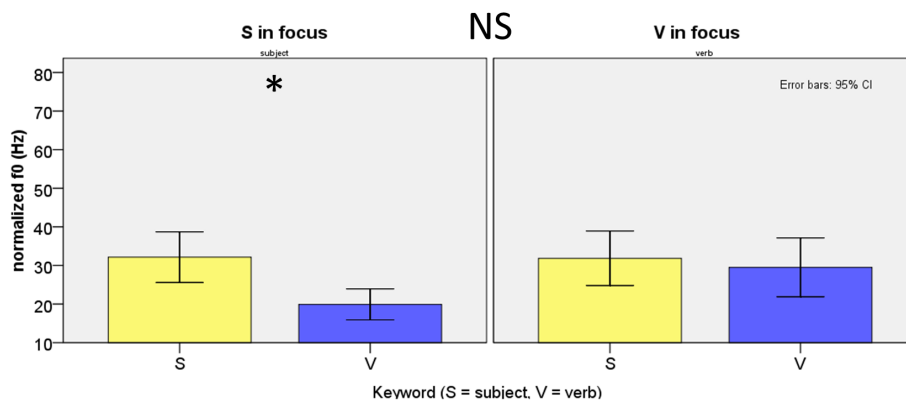 NS
S in focus
V in focus
subject
verb
*
Error bars: 95% CI
normalized f0 (Hz)
80
70
60
50
40
30
20
10
S
V
S
V
Keyword (S = subject, V = verb)